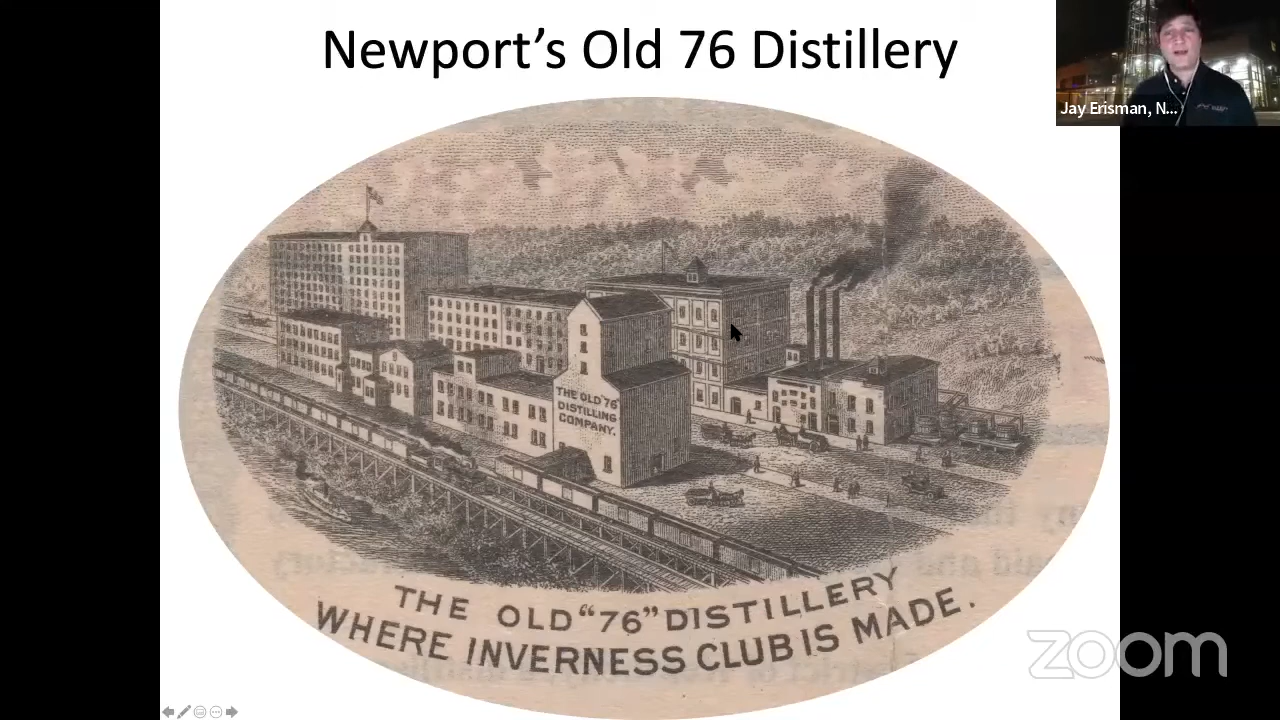 Newport’s Old 76 Distillery
Jay Erisman, N...
THE OLD '76
DISTILLING
COMPANY.
THE OLD “76” DISTILLERY
WHERE INVERNESS CLUB IS MADE.
zoom